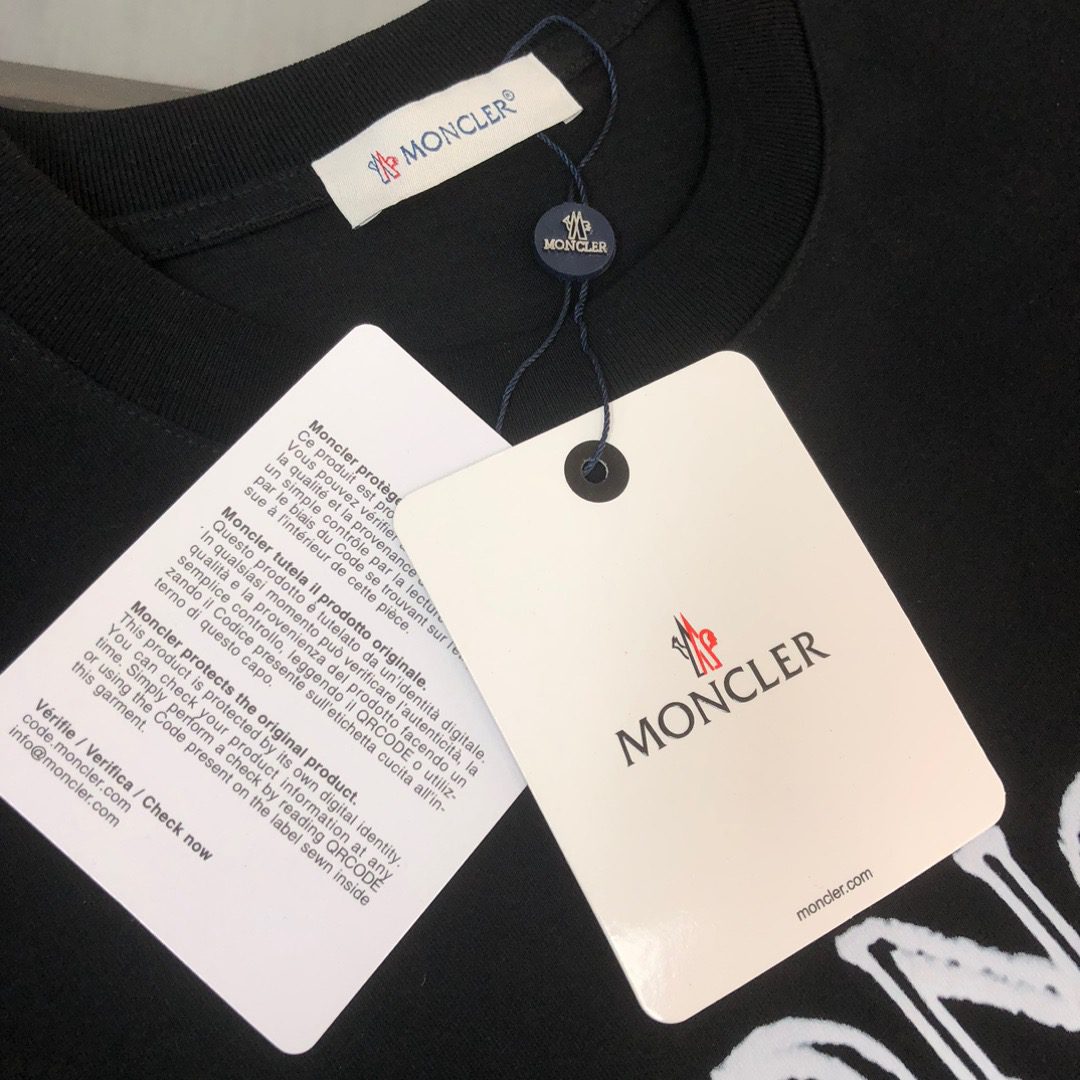 MONCLER®
MONCLER
Moncler protège
Ce produit est
Vous pouvez vérifier
la qualité et la provenance
un simple contrôle par la lecture
par le biais du Code se trouvant sur
sue à l'intérieur de cette pièce.
Moncler tutela il prodotto originale.
Questo prodotto è tutelato da un'identità digitale.
In qualsiasi momento può verificare l'autenticità, la
qualità e la provenienza del prodotto facendo un
semplice controllo, leggendo il QRCODE o utiliz-
zando il Codice presente sull'etichetta cucita all'in-
terno di questo capo.
Moncler protects the original product.
This product is protected by its own digital identity.
You can check your product information at any
time. Simply perform a check by reading QRCODE
or using the Code present on the label sewn inside
this garment.
Vérifie / Verifica / Check now
code.moncler.com
info@moncler.com
MONCLER
moncler.com